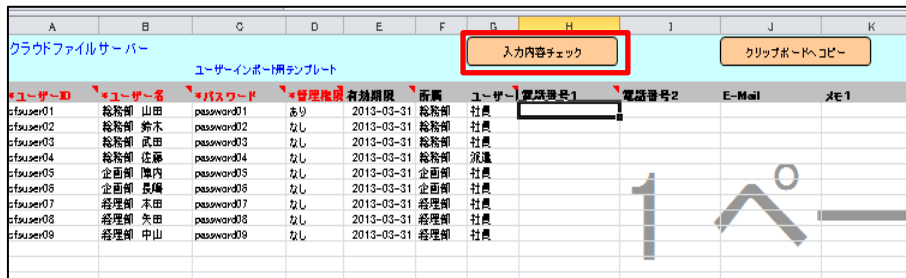 A B C D E F G H I J K
クラウドファイルサーバー
入力内容チェック
クリップボードへコピー
ユーザーインポート用テンプレート
*ユーザーID *ユーザー名 *パスワード *管理権限 有効期限 所属 ユーザー 電話番号1 電話番号2 E-Mail メモ1
cfsuser01 総務部 山田 password01 あり 2013-03-31 総務部 社員
cfsuser02 総務部 鈴木 password02 なし 2013-03-31 総務部 社員
cfsuser03 総務部 武田 password03 なし 2013-03-31 総務部 社員
cfsuser04 総務部 佐藤 password04 なし 2013-03-31 総務部 派遣
cfsuser05 企画部 陣内 password05 なし 2013-03-31 企画部 社員
cfsuser06 企画部 長嶋 password06 なし 2013-03-31 企画部 社員
cfsuser07 経理部 本田 password07 なし 2013-03-31 経理部 社員
cfsuser08 経理部 矢田 password08 なし 2013-03-31 経理部 社員
cfsuser09 経理部 中山 password09 なし 2013-03-31 経理部 社員
1 ペー